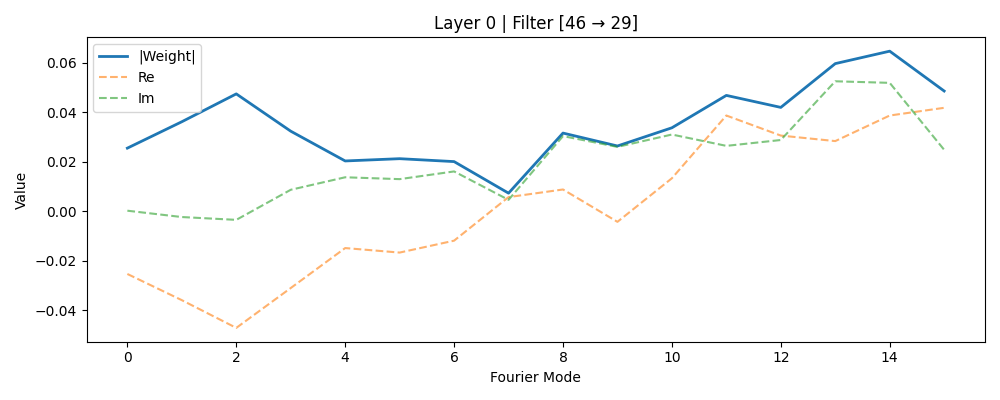 Layer 0 | Filter [46 → 29]
|Weight|
Re
Im
Value
0.06
0.04
0.02
0.00
−0.02
−0.04
0 2 4 6 8 10 12 14
Fourier Mode